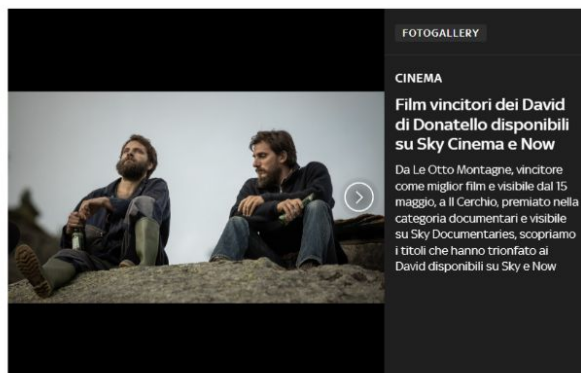 FOTOGALLERY
CINEMA
Film vincitori dei David
di Donatello disponibili
su Sky Cinema e Now
Da Le Otto Montagne, vincitore
come miglior film e visibile dal 15
maggio, a Il Cerchio, premiato nella
categoria documentari e visibile
su Sky Documentaries, scopriamo
i titoli che hanno trionfato ai
David disponibili su Sky e Now